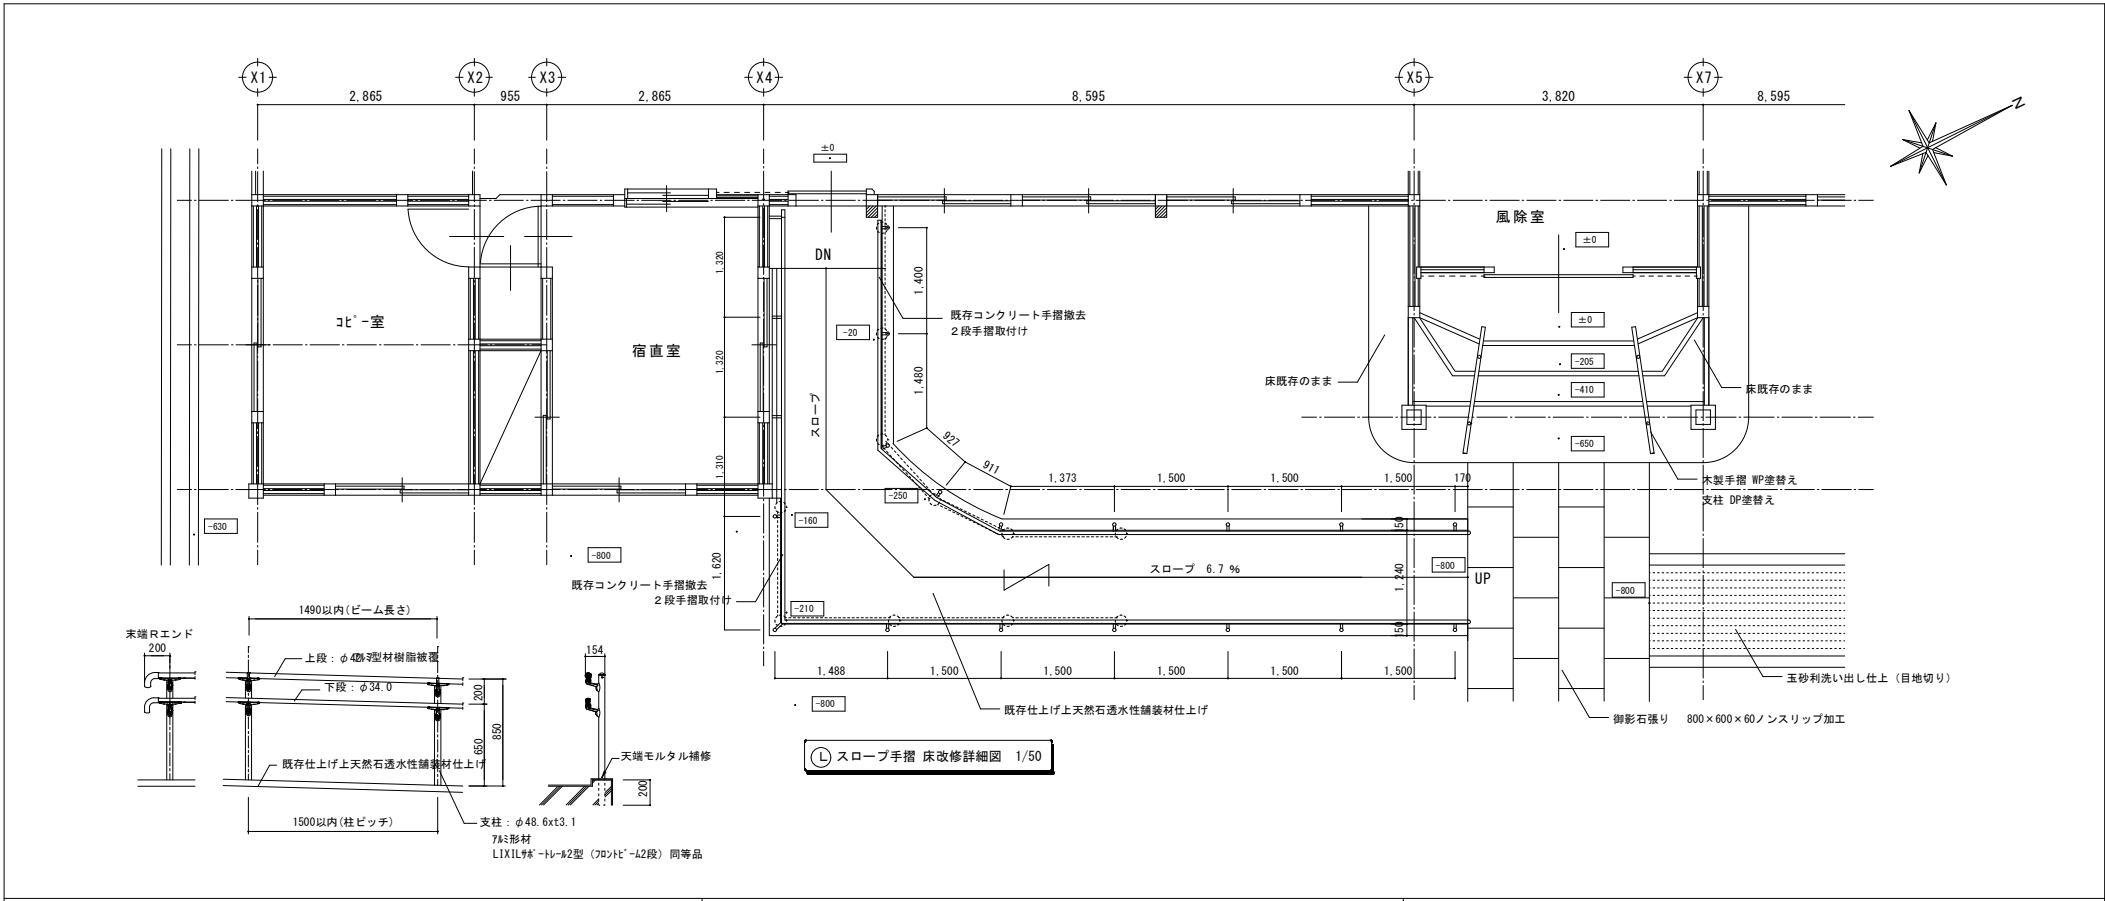 X1
X2
X3
X4
X5
X7
2,865
955
2,865
8,595
3,820
8,595
N
±0
風除室
±0
DN
1,320
1,400
既存コンクリート手摺撤去
２段手摺取付け
コピー室
宿直室
-20
±0
-205
-410
床既存のまま
床既存のまま
1,320
1,480
スロープ
927
911
-650
1,310
1,373
1,500
1,500
1,500
170
木製手摺 WP塗替え
支柱 DP塗替え
-250
-160
-630
-800
150
1,620
スロープ 6.7 %
1,240
-800
UP
-800
既存コンクリート手摺撤去
２段手摺取付け
-210
150
1490以内(ビーム長さ)
末端Ｒエンド
200
154
1,488
1,500
1,500
1,500
1,500
1,500
下段：φ34.0
200
650
850
-800
既存仕上げ上天然石透水性舗装材仕上げ
玉砂利洗い出し仕上（目地切り）
御影石張り 800×600×60ノンスリップ加工
L スロープ手摺 床改修詳細図 1/50
既存仕上げ上天然石透水性舗装材仕上げ
天端モルタル補修
200
1500以内(柱ピッチ)
支柱：φ48.6xt3.1
アルミ形材
LIXILサポートレール2型（フロントビーム2段）同等品